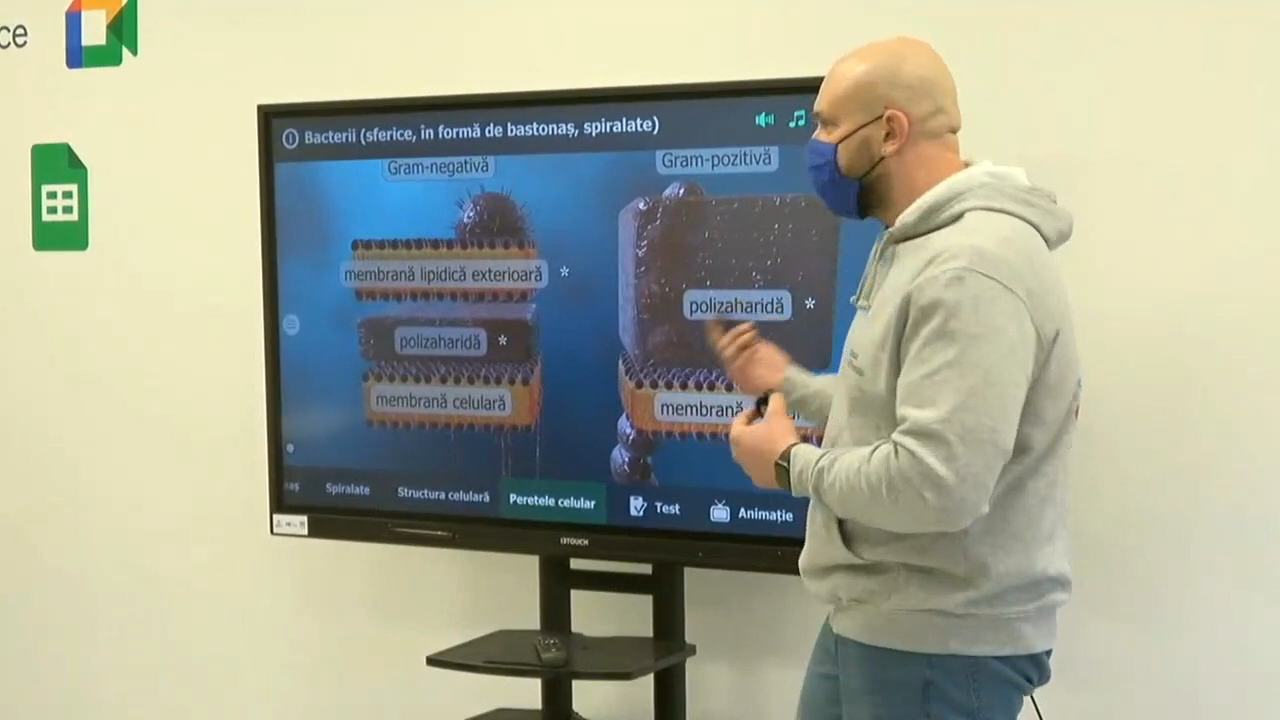 ce
Bacterii (sferice, în formă de bastonaș, spiralate)
Gram-negativă
Gram-pozitivă
membrană lipidică exterioară *
polizaharidă *
polizaharidă *
membrană celulară
membrană
Spiralate
Structura celulară
Peretele celular
Test
Animație
i3TOUCH